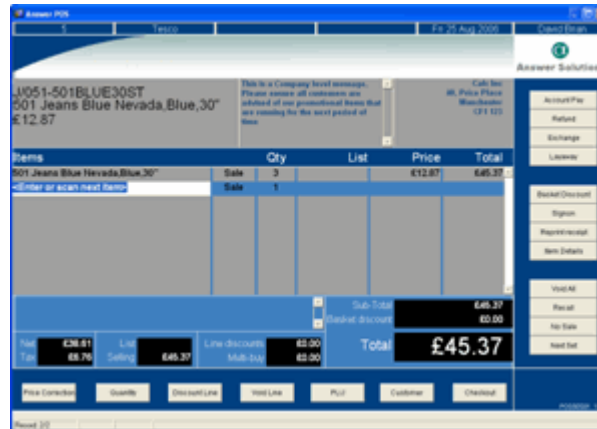 Answer POS
5 Tesco Fri 25 Aug 2006 David Brian
Answer Solution
J/051-501BLUE30ST
501 Jeans Blue Nevada,Blue,30"
£12.87
This is a Company level message.
Please ensure all customers are
advised of our promotional items that
are running for the next period of
time.
Cafe Inc
Manchester
Items Qty List Price Total
501 Jeans Blue Nevada,Blue,30" Sale 3 £12.87 £45.37
<Enter or scan next item> Sale 1
Sub-Total £45.37
Basket discount £0.00
Net £38.61 List Line discounts £0.00
Tax £6.76 Selling £45.37 Multi-buy £0.00
Total £45.37
Price Correction Quantity Discount Line Void Line PLU Customer Checkout
Account Pay
Refund
Exchange
Layaway
Basket Discount
Signon
Reprint receipt
Item Details
Void All
Recall
No Sale
Next Set
Record 2/2